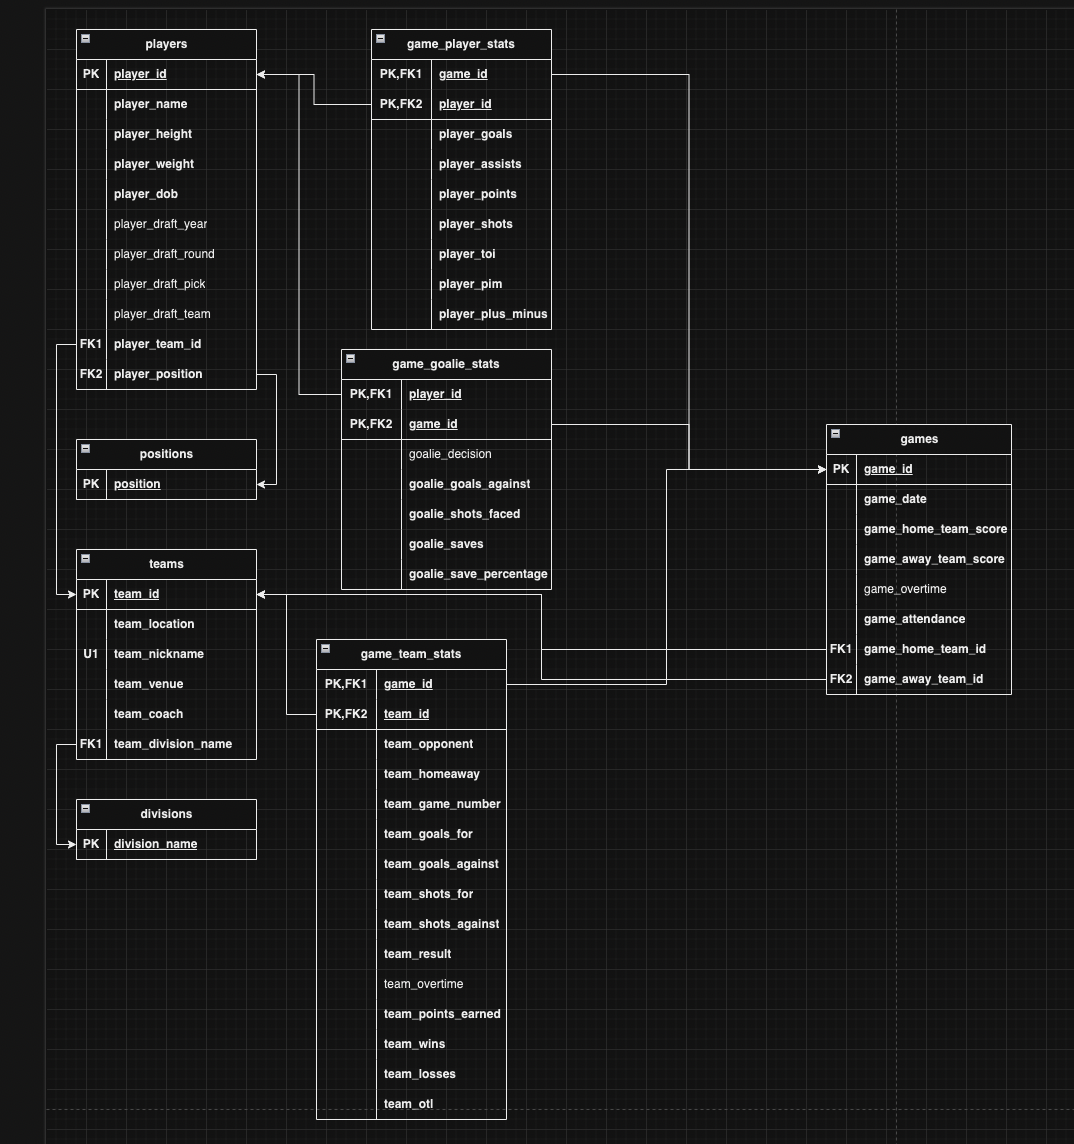 players
PK player_id
player_name
player_height
player_weight
player_dob
player_draft_year
player_draft_round
player_draft_pick
player_draft_team
FK1 player_team_id
FK2 player_position
positions
PK position
teams
PK team_id
team_location
U1 team_nickname
team_venue
team_coach
FK1 team_division_name
divisions
PK division_name
game_player_stats
PK,FK1 game_id
PK,FK2 player_id
player_goals
player_assists
player_points
player_shots
player_toi
player_pim
player_plus_minus
game_goalie_stats
PK,FK1 player_id
PK,FK2 game_id
goalie_decision
goalie_goals_against
goalie_shots_faced
goalie_saves
goalie_save_percentage
game_team_stats
PK,FK1 game_id
PK,FK2 team_id
team_opponent
team_homeaway
team_game_number
team_goals_for
team_goals_against
team_shots_for
team_shots_against
team_result
team_overtime
team_points_earned
team_wins
team_losses
team_otl
games
PK game_id
game_date
game_home_team_score
game_away_team_score
game_overtime
game_attendance
FK1 game_home_team_id
FK2 game_away_team_id